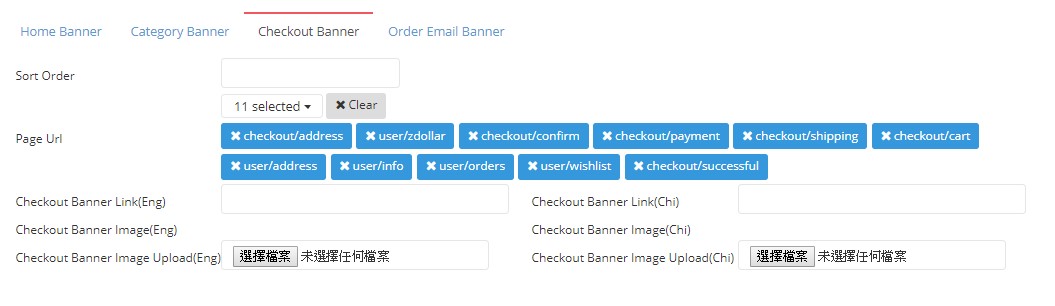 Home Banner Category Banner Checkout Banner Order Email Banner
Sort Order
11 selected Clear
Page Url checkout/address user/zdollar checkout/confirm checkout/payment checkout/shipping checkout/cart
user/address user/info user/orders user/wishlist checkout/successful
Checkout Banner Link(Eng) Checkout Banner Link(Chi)
Checkout Banner Image(Eng) Checkout Banner Image(Chi)
Checkout Banner Image Upload(Eng) 選擇檔案 未選擇任何檔案 Checkout Banner Image Upload(Chi) 選擇檔案 未選擇任何檔案